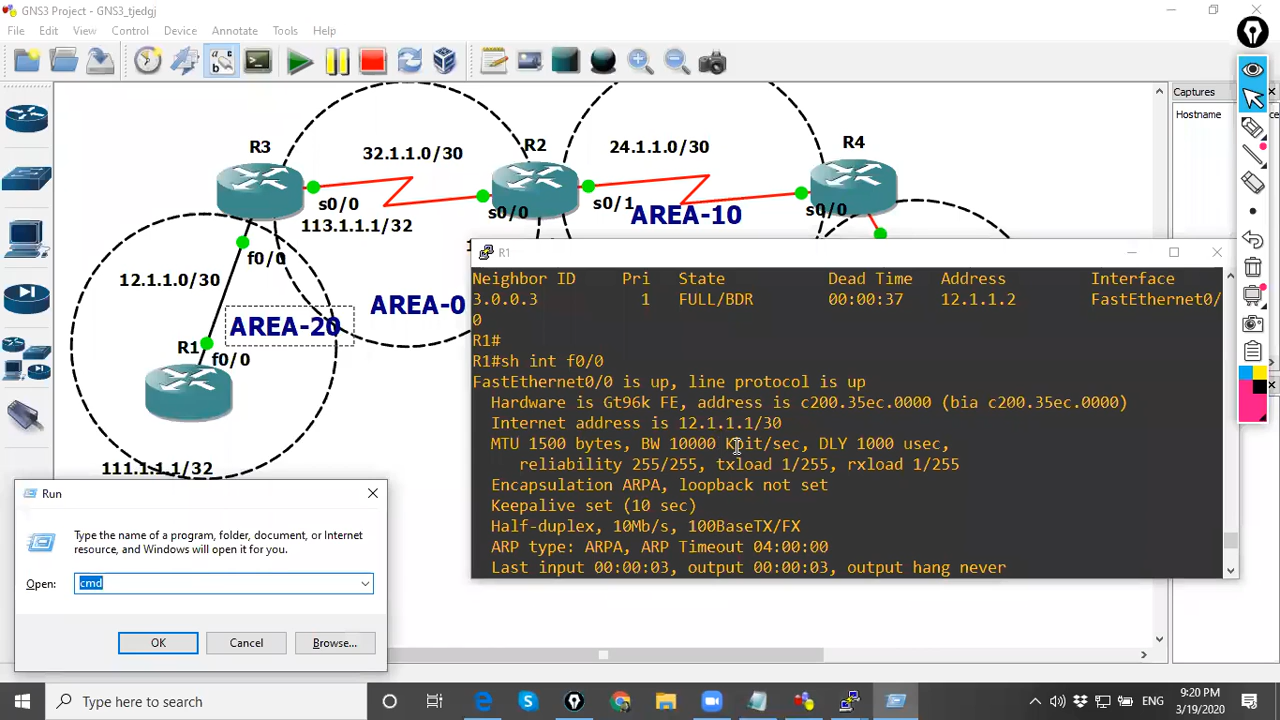 GNS3 Project - GNS3_tjedgj
File Edit View Control Device Annotate Tools Help
Captures
Hostname
R3
32.1.1.0/30
R2
24.1.1.0/30
R4
s0/0
113.1.1.1/32
s0/0
s0/1
AREA-10
s0/0
f0/0
12.1.1.0/30
AREA-0
AREA-20
R1
f0/0
111.1.1.1/32
R1
Neighbor ID Pri State Dead Time Address Interface
3.0.0.3 1 FULL/BDR 00:00:37 12.1.1.2 FastEthernet0/
0
R1#
R1#sh int f0/0
FastEthernet0/0 is up, line protocol is up
Hardware is Gt96k FE, address is c200.35ec.0000 (bia c200.35ec.0000)
Internet address is 12.1.1.1/30
MTU 1500 bytes, BW 10000 Kbit/sec, DLY 1000 usec,
reliability 255/255, txload 1/255, rxload 1/255
Encapsulation ARPA, loopback not set
Keepalive set (10 sec)
Half-duplex, 10Mb/s, 100BaseTX/FX
ARP type: ARPA, ARP Timeout 04:00:00
Last input 00:00:03, output 00:00:03, output hang never
Run
Type the name of a program, folder, document, or Internet
resource, and Windows will open it for you.
Open: cmd
OK Cancel Browse...
Type here to search
ENG
9:20 PM
3/19/2020